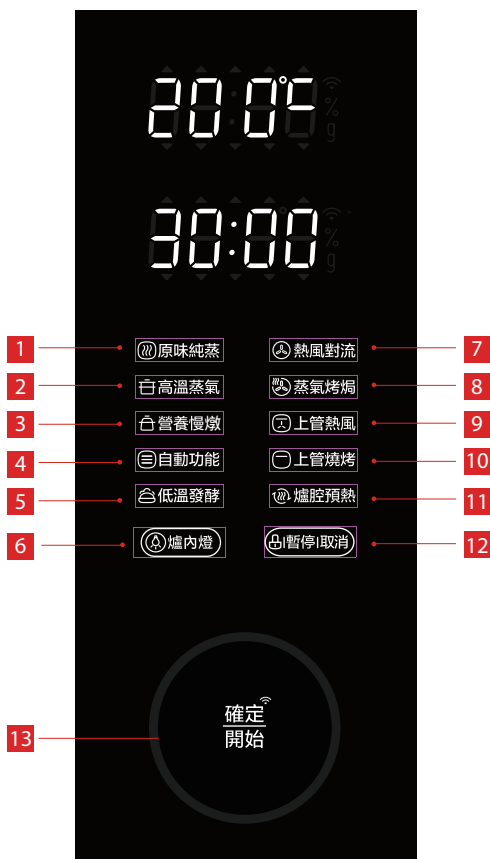 200°C
%
g
30:00
%
g
1 原味純蒸 熱風對流 7
2 高溫蒸氣 蒸氣烤焗 8
3 營養慢燉 上管熱風 9
4 自動功能 上管燒烤 10
5 低溫發酵 爐腔預熱 11
6 爐內燈 暫停|取消 12
確定
開始
13